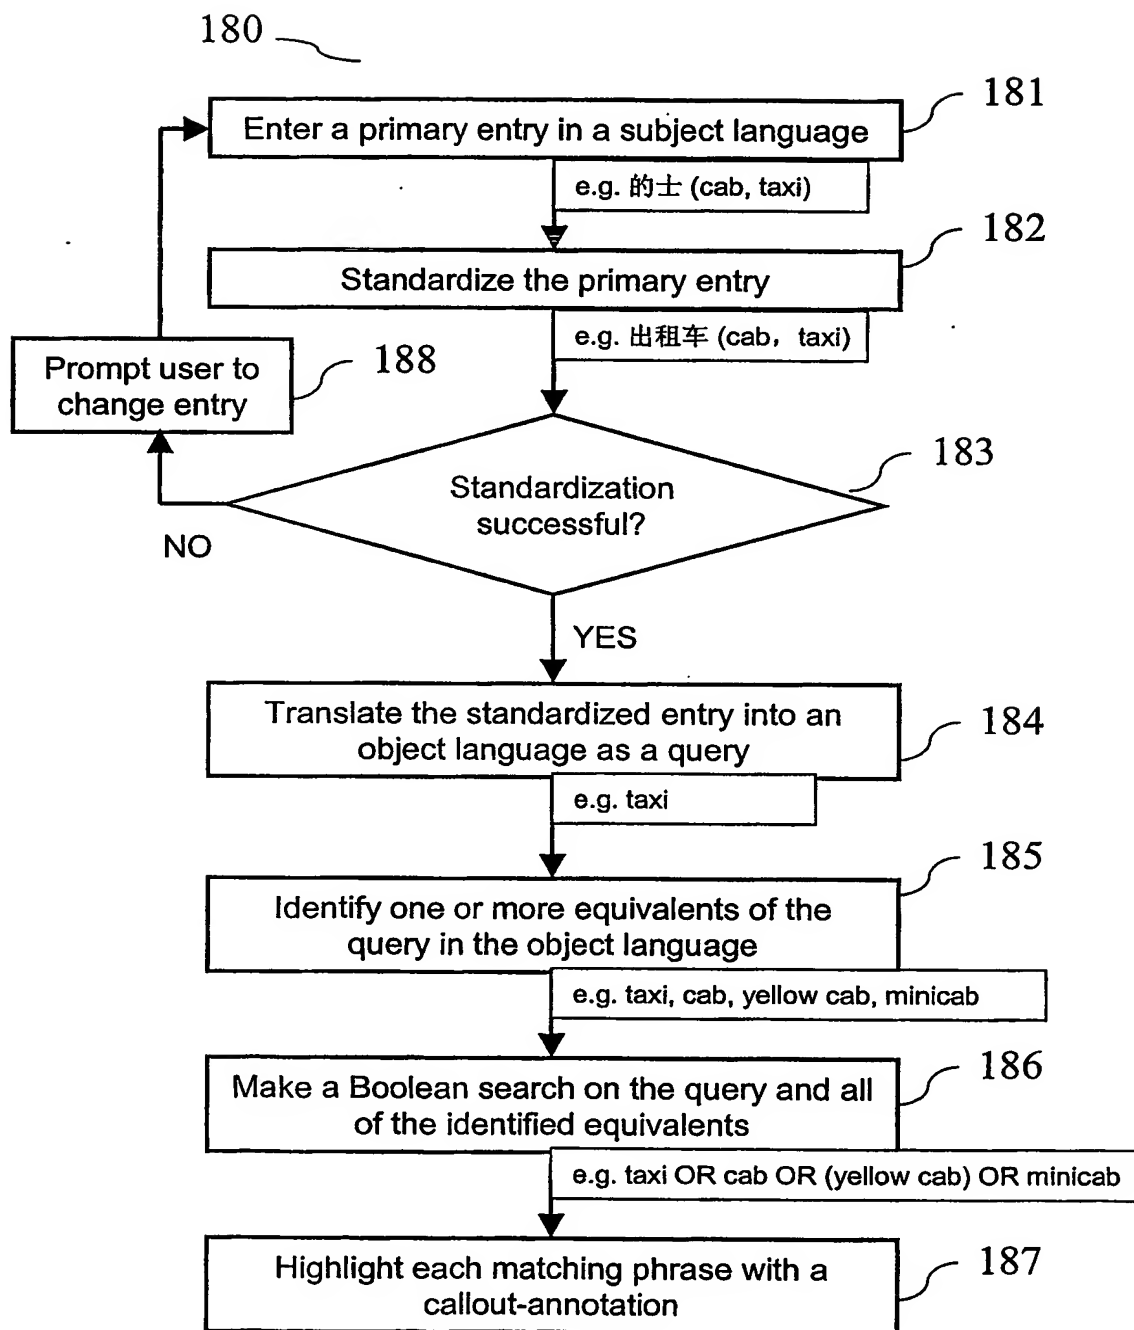 180
181
Enter a primary entry in a subject language
e.g. 的士 (cab, taxi)
182
Standardize the primary entry
e.g. 出租车 (cab， taxi)
Prompt user to
change entry
188
183
Standardization
successful?
NO
YES
Translate the standardized entry into an
object language as a query
184
e.g. taxi
185
Identify one or more equivalents of the
query in the object language
e.g. taxi, cab, yellow cab, minicab
186
Make a Boolean search on the query and all
of the identified equivalents
e.g. taxi OR cab OR (yellow cab) OR minicab
187
Highlight each matching phrase with a
callout-annotation